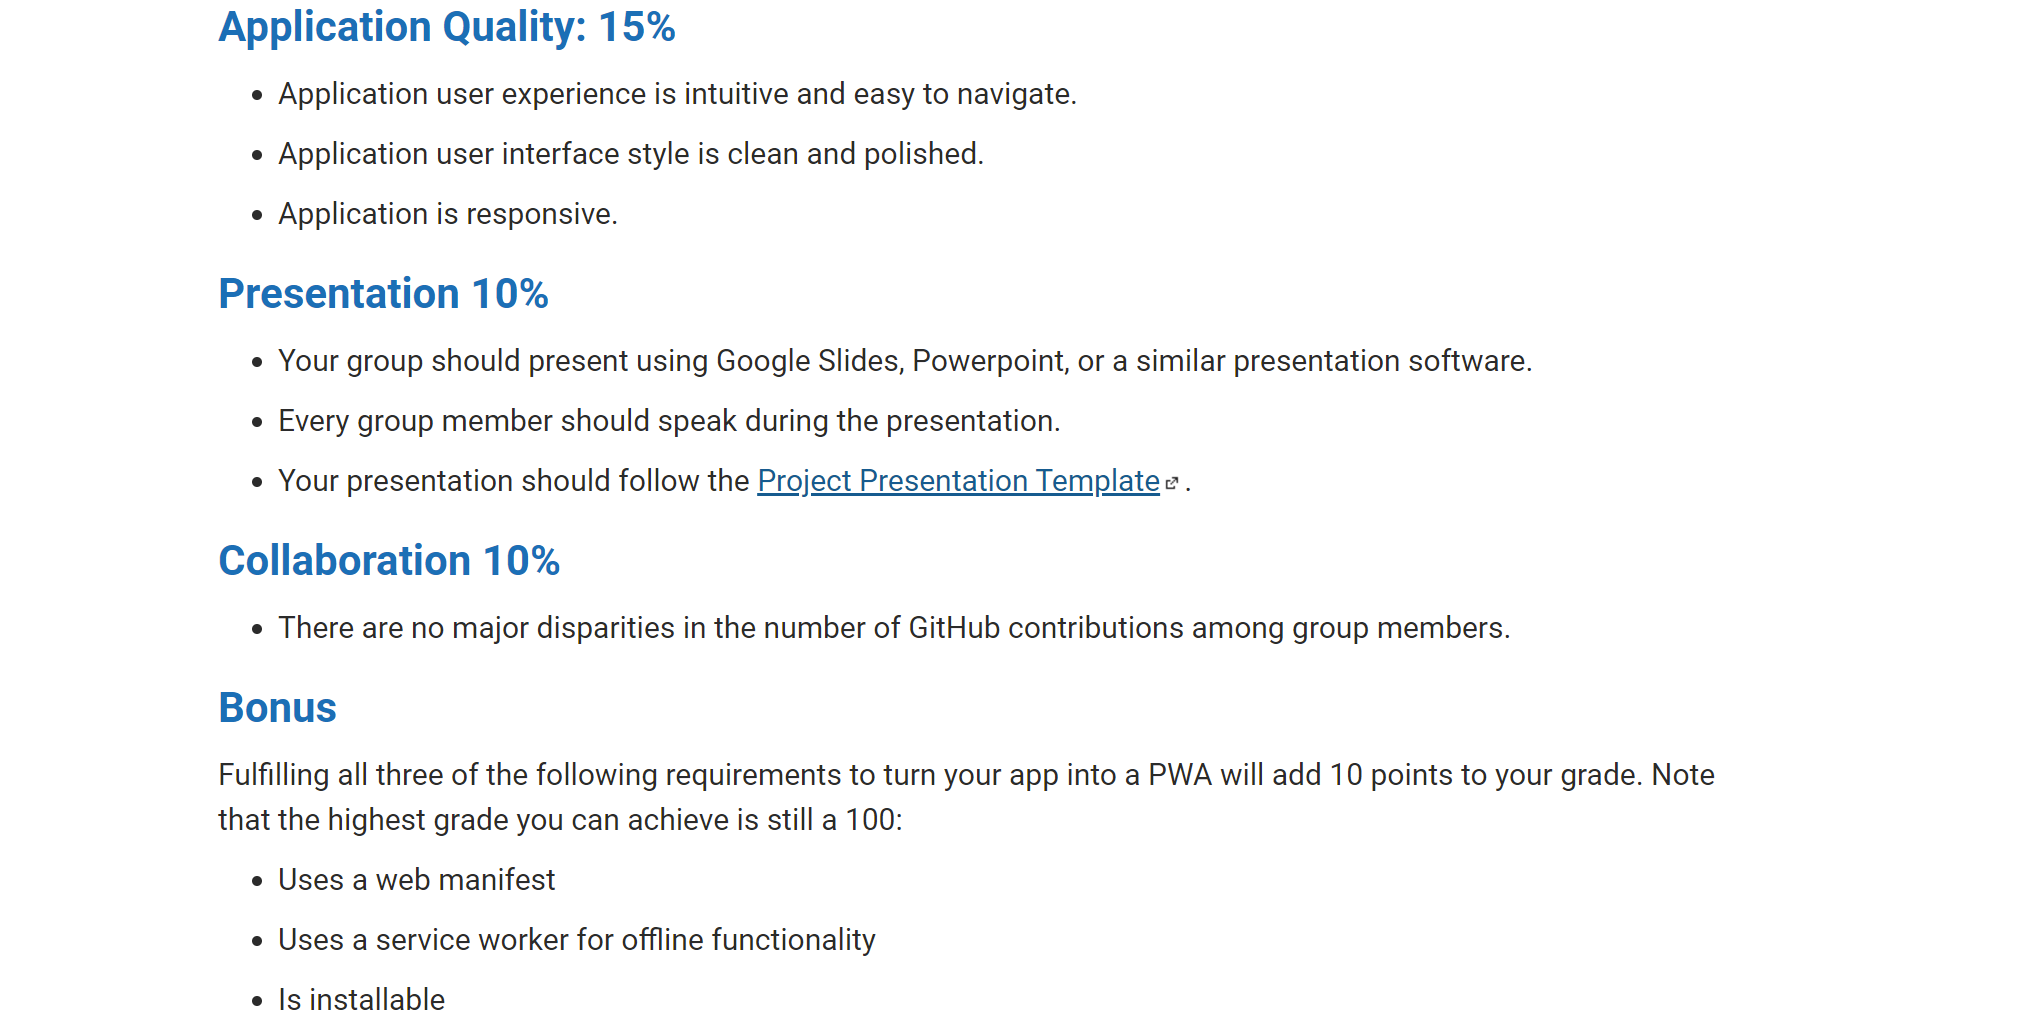 Application Quality: 15%
• Application user experience is intuitive and easy to navigate.
• Application user interface style is clean and polished.
• Application is responsive.
Presentation 10%
• Your group should present using Google Slides, Powerpoint, or a similar presentation software.
• Every group member should speak during the presentation.
• Your presentation should follow the Project Presentation Template .
Collaboration 10%
• There are no major disparities in the number of GitHub contributions among group members.
Bonus
Fulfilling all three of the following requirements to turn your app into a PWA will add 10 points to your grade. Note
that the highest grade you can achieve is still a 100:
• Uses a web manifest
• Uses a service worker for offline functionality
• Is installable